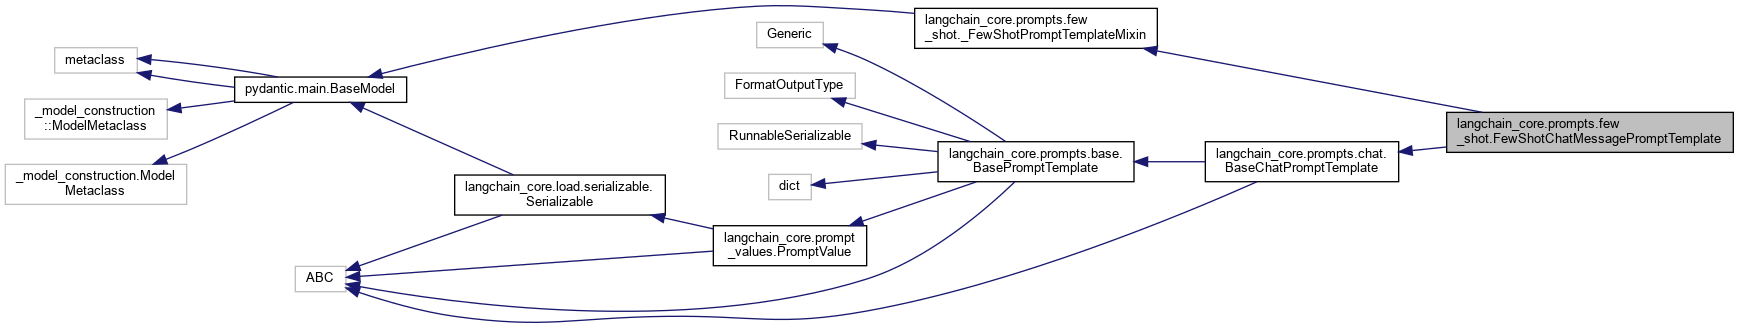 metaclass
_model_construction
::ModelMetaclass
_model_construction.Model
Metaclass
pydantic.main.BaseModel
ABC
langchain_core.load.serializable.
Serializable
Generic
FormatOutputType
RunnableSerializable
dict
langchain_core.prompt
_values.PromptValue
langchain_core.prompts.few
_shot._FewShotPromptTemplateMixin
langchain_core.prompts.base.
BasePromptTemplate
langchain_core.prompts.chat.
BaseChatPromptTemplate
langchain_core.prompts.few
_shot.FewShotChatMessagePromptTemplate